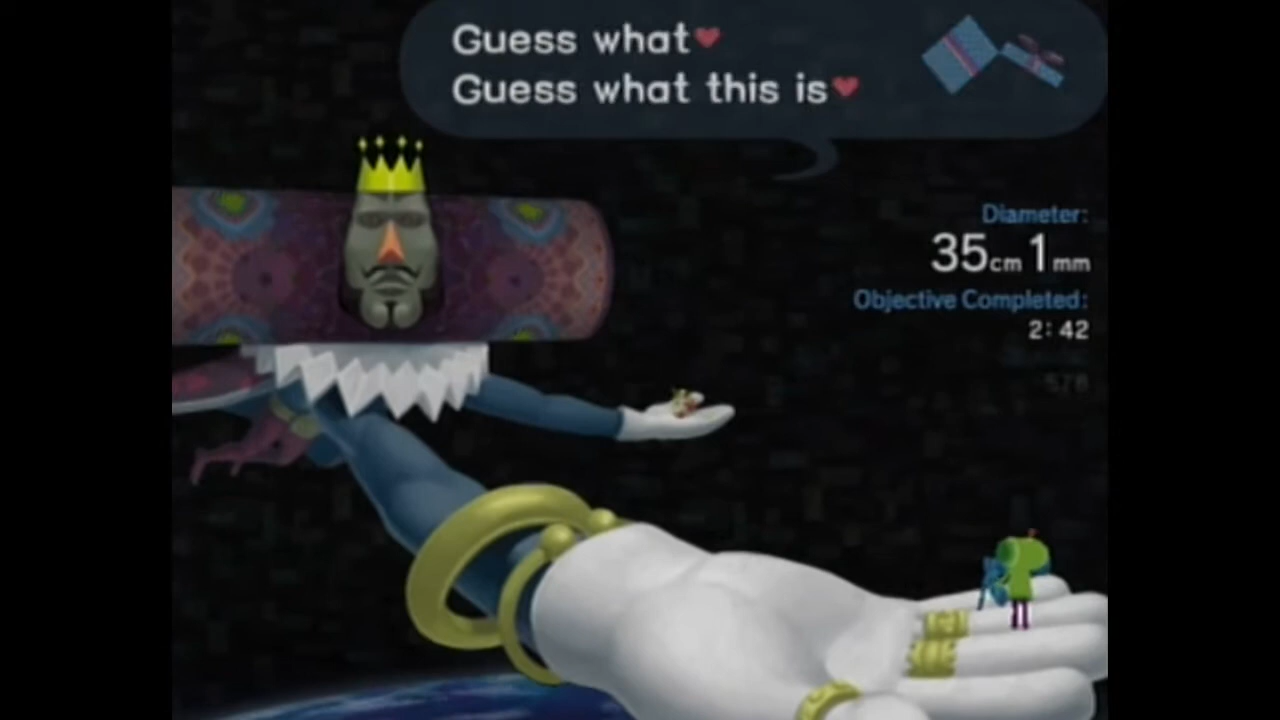 Guess what♥
Guess what this is♥
Diameter:
35cm 1mm
Objective Completed:
2:42